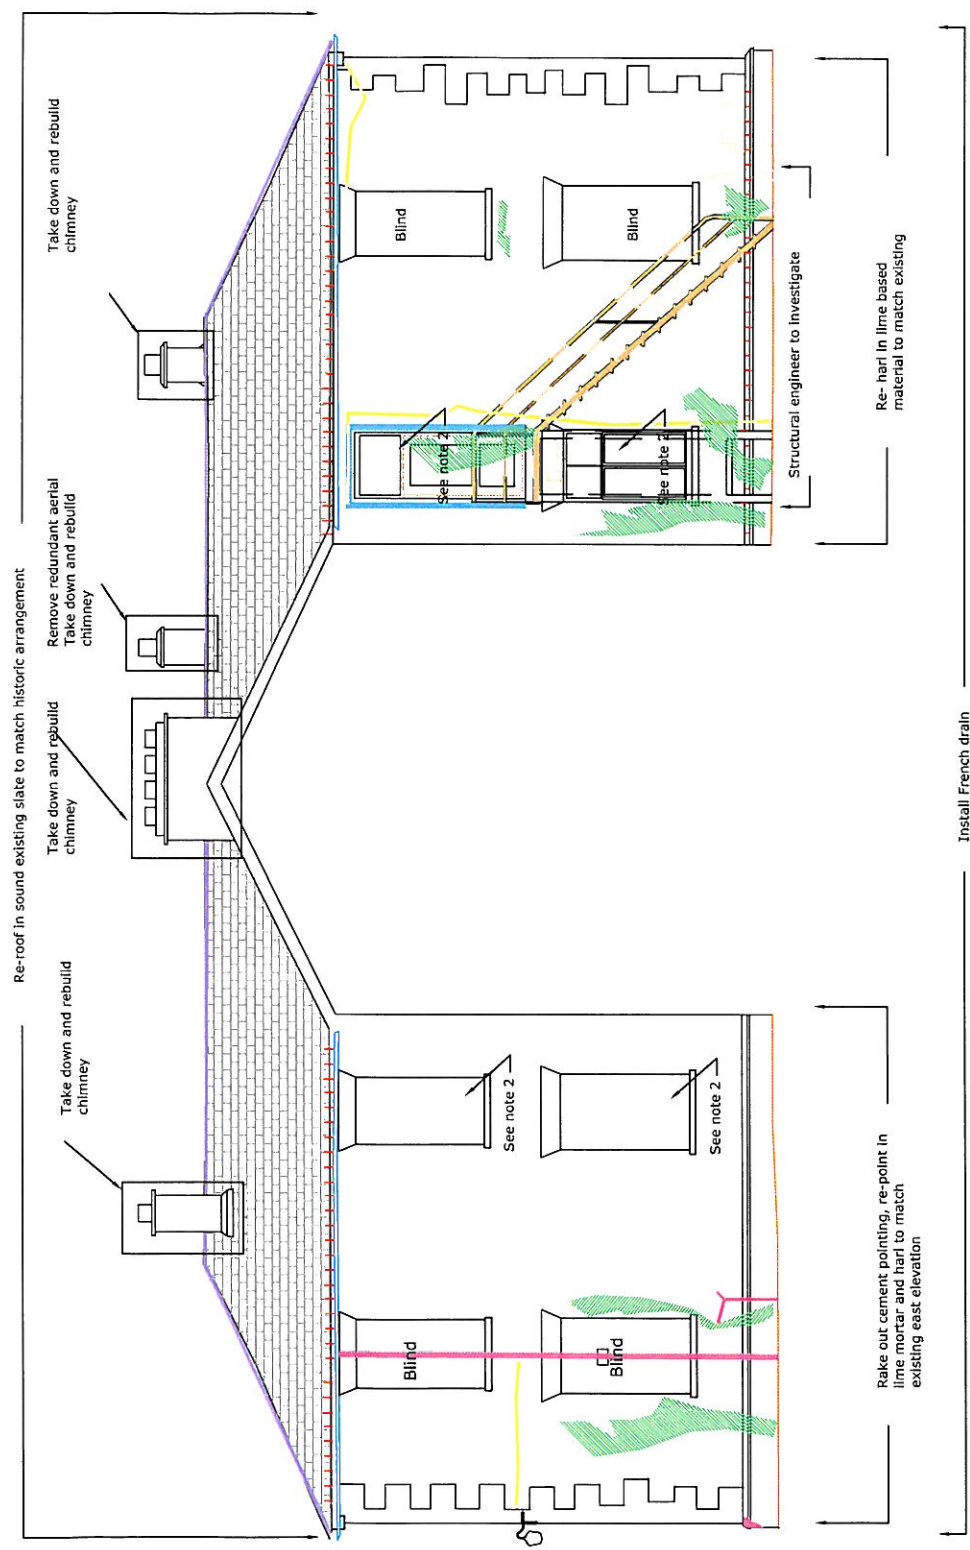 Re-roof in sound existing slate to match historic arrangement
Take down and rebuild
chimney
Take down and rebuild
chimney
Remove redundant aerial
Take down and rebuild
chimney
Take down and rebuild
chimney
Blind
Blind
See note 2
See note 2
See note 2
See note 2
Blind
Blind
Structural engineer to investigate
Rake out cement pointing, re-point in
lime mortar and harl to match
existing east elevation
Re- harl in lime based
material to match existing
Install French drain